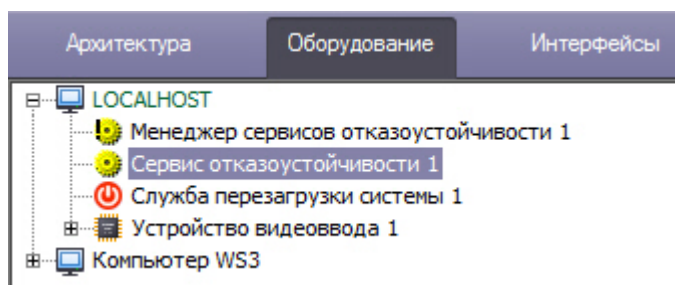 Архитектура Оборудование Интерфейсы
LOCALHOST
Менеджер сервисов отказоустойчивости 1
Сервис отказоустойчивости 1
Служба перезагрузки системы 1
Устройство видеоввода 1
Компьютер WS3